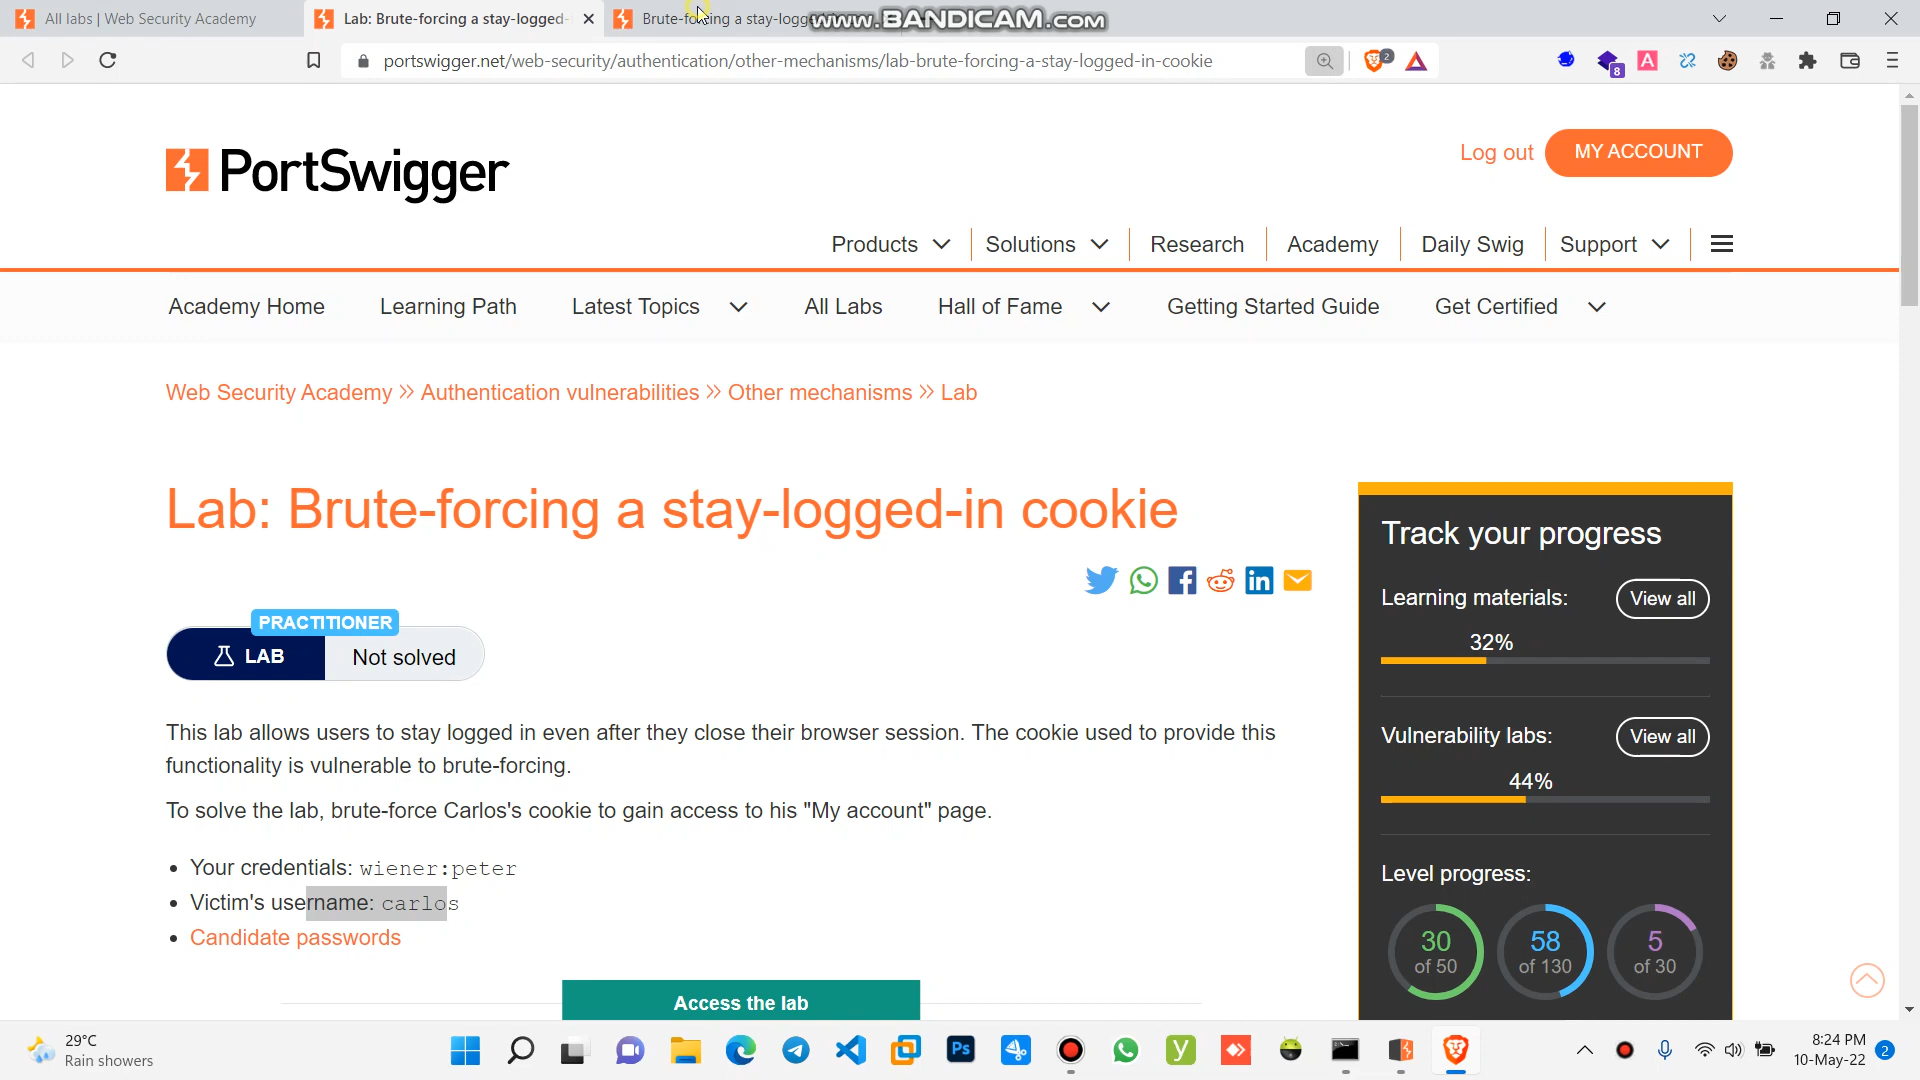 All labs | Web Security Academy
Lab: Brute-forcing a stay-logged-
Brute-forcing a stay-logge
www.BANDICAM.com
portswigger.net/web-security/authentication/other-mechanisms/lab-brute-forcing-a-stay-logged-in-cookie
2
8
A
PortSwigger
Log out
MY ACCOUNT
Products
Solutions
Research
Academy
Daily Swig
Support
Academy Home
Learning Path
Latest Topics
All Labs
Hall of Fame
Getting Started Guide
Get Certified
Web Security Academy >> Authentication vulnerabilities >> Other mechanisms >> Lab
Lab: Brute-forcing a stay-logged-in cookie
PRACTITIONER
LAB
Not solved
This lab allows users to stay logged in even after they close their browser session. The cookie used to provide this
functionality is vulnerable to brute-forcing.
To solve the lab, brute-force Carlos's cookie to gain access to his "My account" page.
• Your credentials: wiener:peter
• Victim's username: carlos
• Candidate passwords
Access the lab
Track your progress
Learning materials:
View all
32%
Vulnerability labs:
View all
44%
Level progress:
30
of 50
58
of 130
5
of 30
29°C
Rain showers
Ps
y
8:24 PM
10-May-22
2